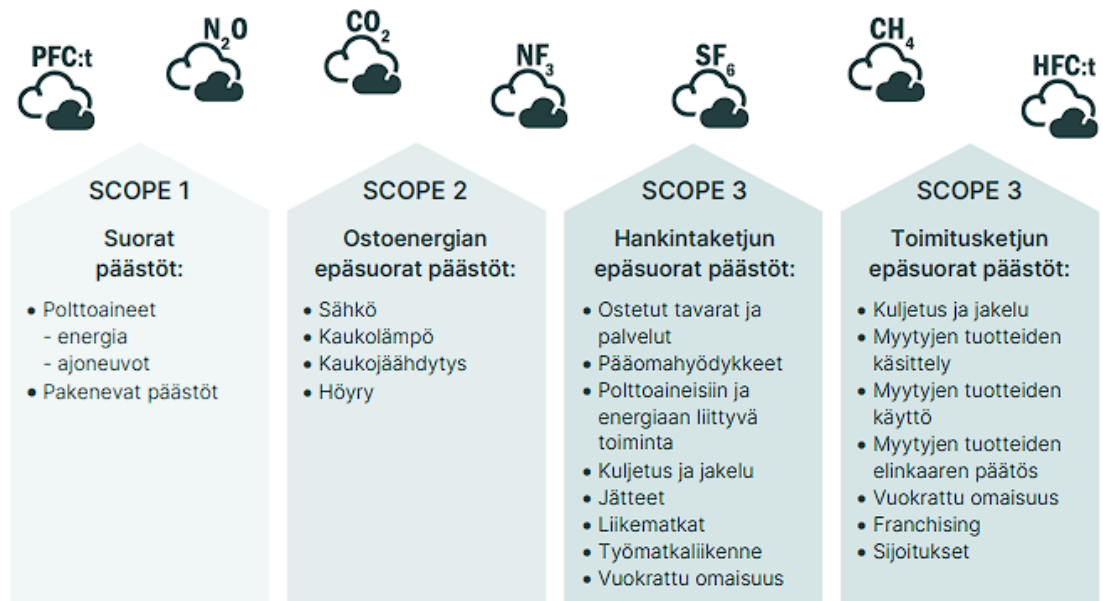 PFC:t
N₂O
CO₂
NF₃
SF₆
CH₄
HFC:t
SCOPE 1
Suorat
päästöt:
• Polttoaineet
- energia
- ajoneuvot
• Pakenevat päästöt
SCOPE 2
Ostoenergian
epäsuorat päästöt:
• Sähkö
• Kaukolämpö
• Kaukojäähdytys
• Höyry
SCOPE 3
Hankintaketjun
epäsuorat päästöt:
• Ostetut tavarat ja
palvelut
• Pääomahyödykkeet
• Polttoaineisiin ja
energiaan liittyvä
toiminta
• Kuljetus ja jakelu
• Jätteet
• Liikematkat
• Työmatkaliikenne
• Vuokrattu omaisuus
SCOPE 3
Toimitusketjun
epäsuorat päästöt:
• Kuljetus ja jakelu
• Myytyjen tuotteiden
käsittely
• Myytyjen tuotteiden
käyttö
• Myytyjen tuotteiden
elinkaaren päätös
• Vuokrattu omaisuus
• Franchising
• Sijoitukset